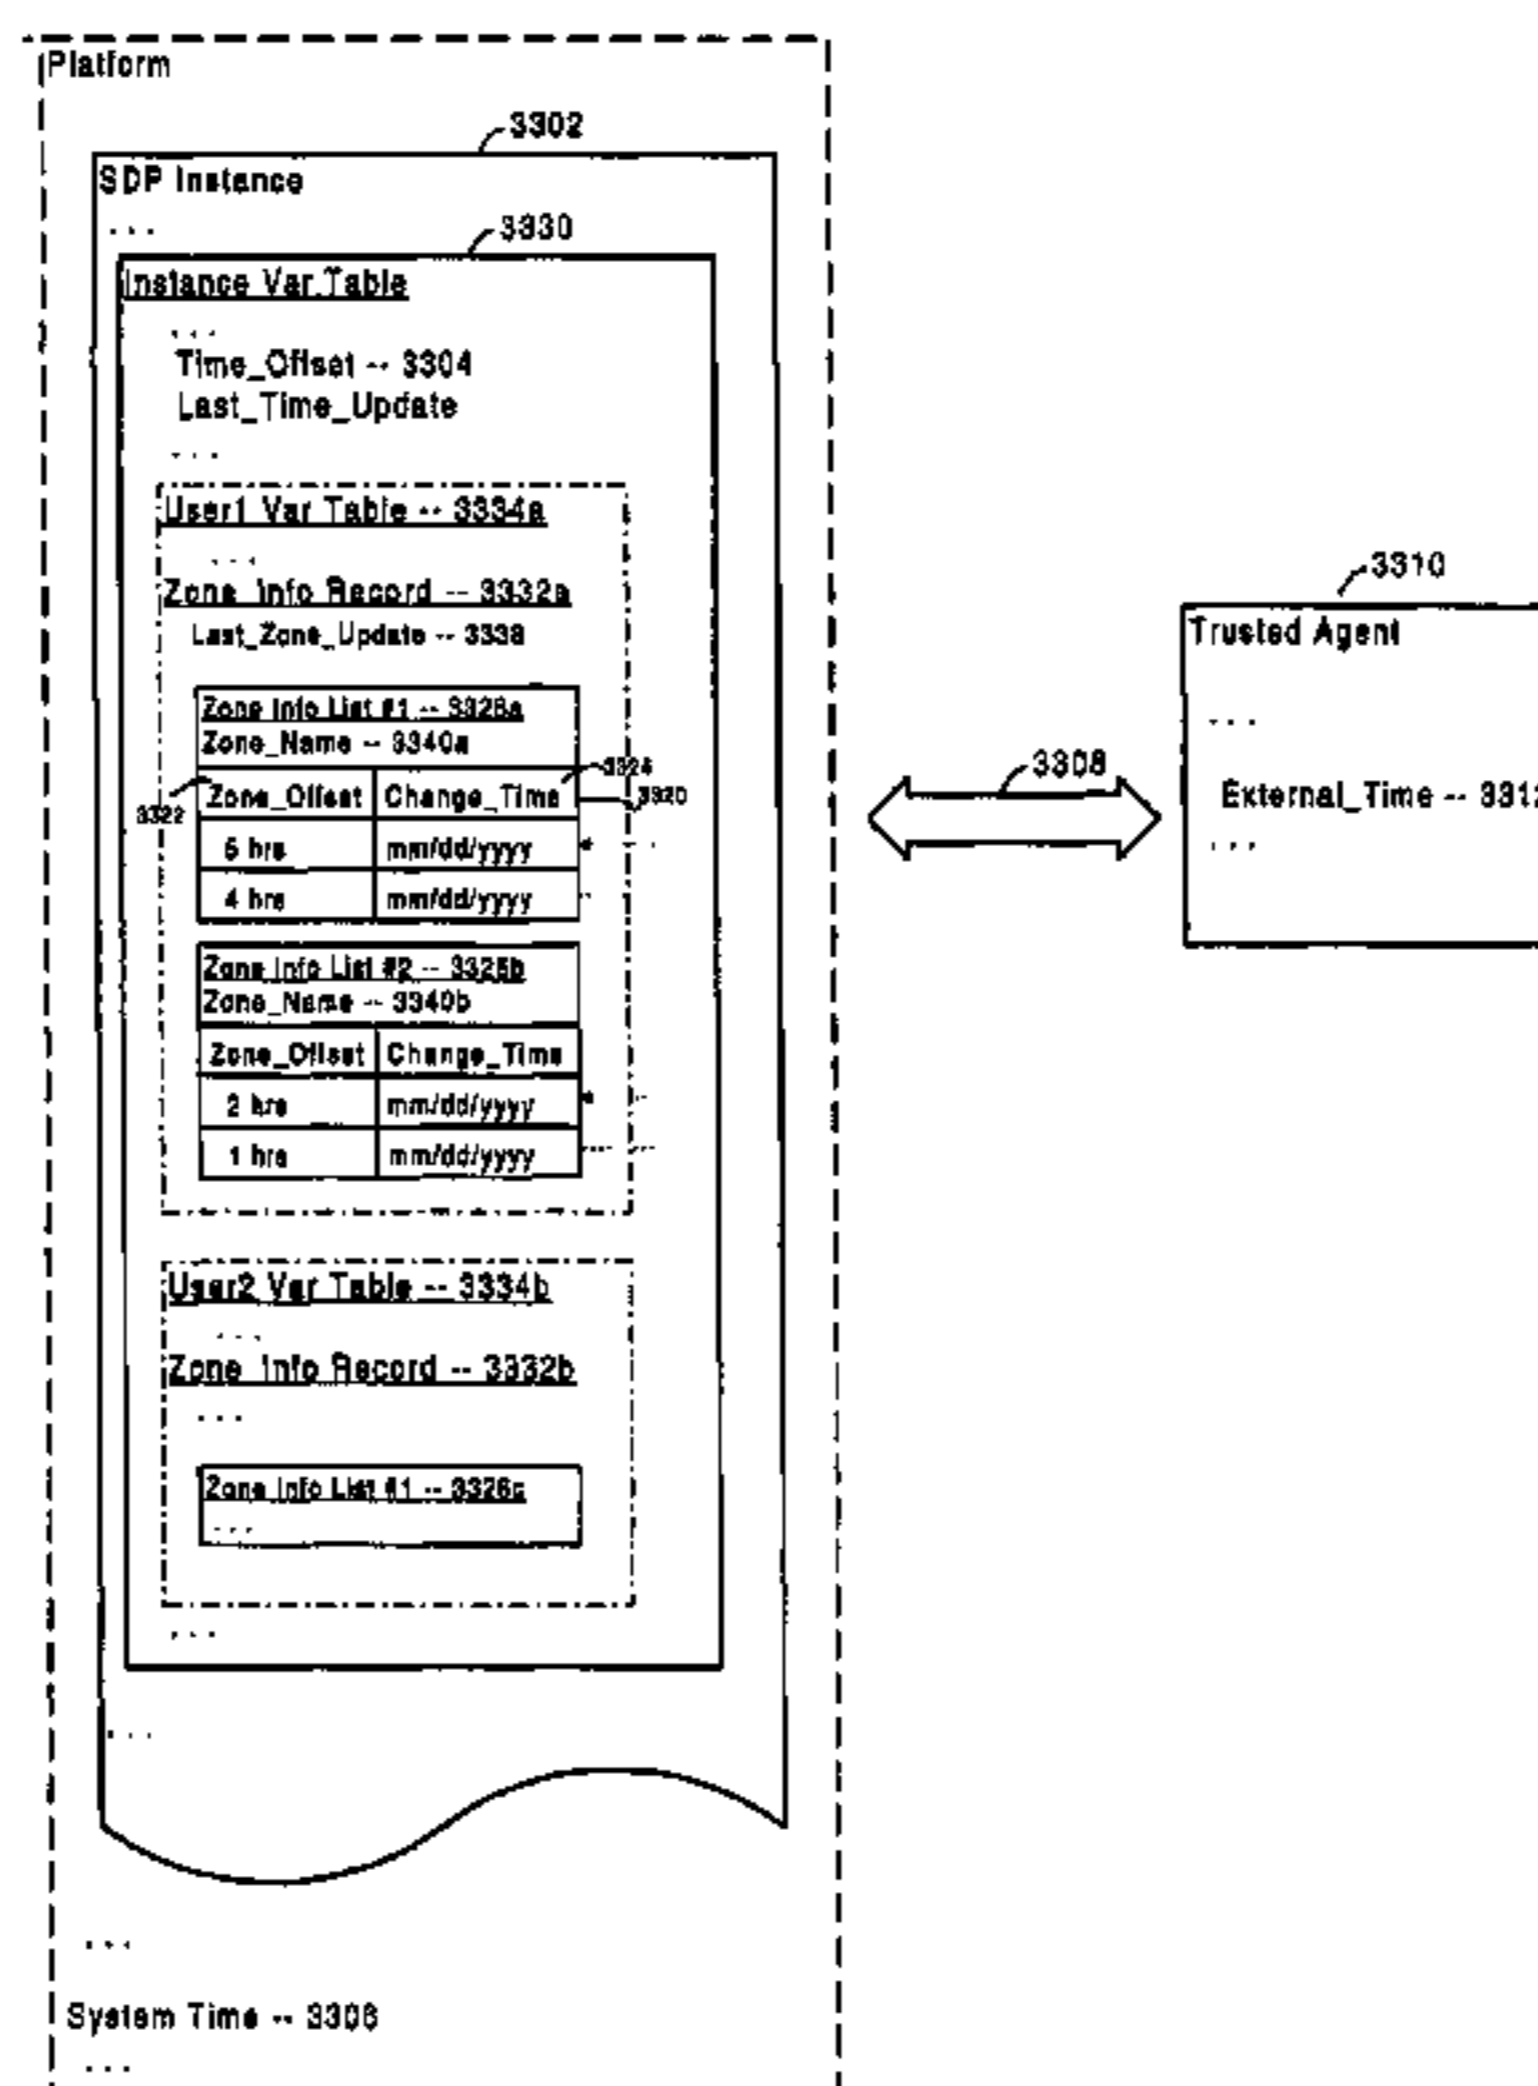 Platform
3302
SDP Instance
...
3330
Instance Var.Table
...
Time_Offset -- 3304
Last_Time_Update
...
User1 Var Table -- 3334a
...
Zone_Info Record -- 3332a
Last_Zone_Update -- 3338
Zone Info List #1 -- 3326a
Zone_Name -- 3340a
3324
3320
3322
Zone_Offset Change_Time
5 hrs mm/dd/yyyy
4 hrs mm/dd/yyyy
Zone Info List #2 -- 3326b
Zone_Name -- 3340b
Zone_Offset Change_Time
2 hrs mm/dd/yyyy
1 hrs mm/dd/yyyy
User2 Var Table -- 3334b
...
Zone_Info Record -- 3332b
...
Zone Info List #1 -- 3326c
...
...
...
...
System Time -- 3306
...
3308
3310
Trusted Agent
...
External_Time -- 331
...